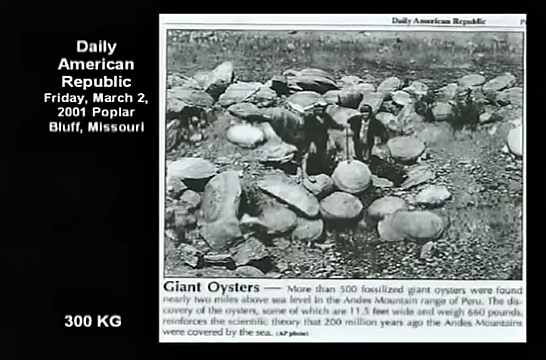 Daily
American
Republic
Friday, March 2,
2001 Poplar
Bluff, Missouri
300 KG
Daily American Republic
Giant Oysters — More than 500 fossilized giant oysters were found
nearly two miles above sea level in the Andes Mountain range of Peru. The dis-
covery of the oysters, some of which are 11.5 feet wide and weigh 660 pounds,
reinforces the scientific theory that 200 million years ago the Andes Mountains
were covered by the sea. (AP photo)